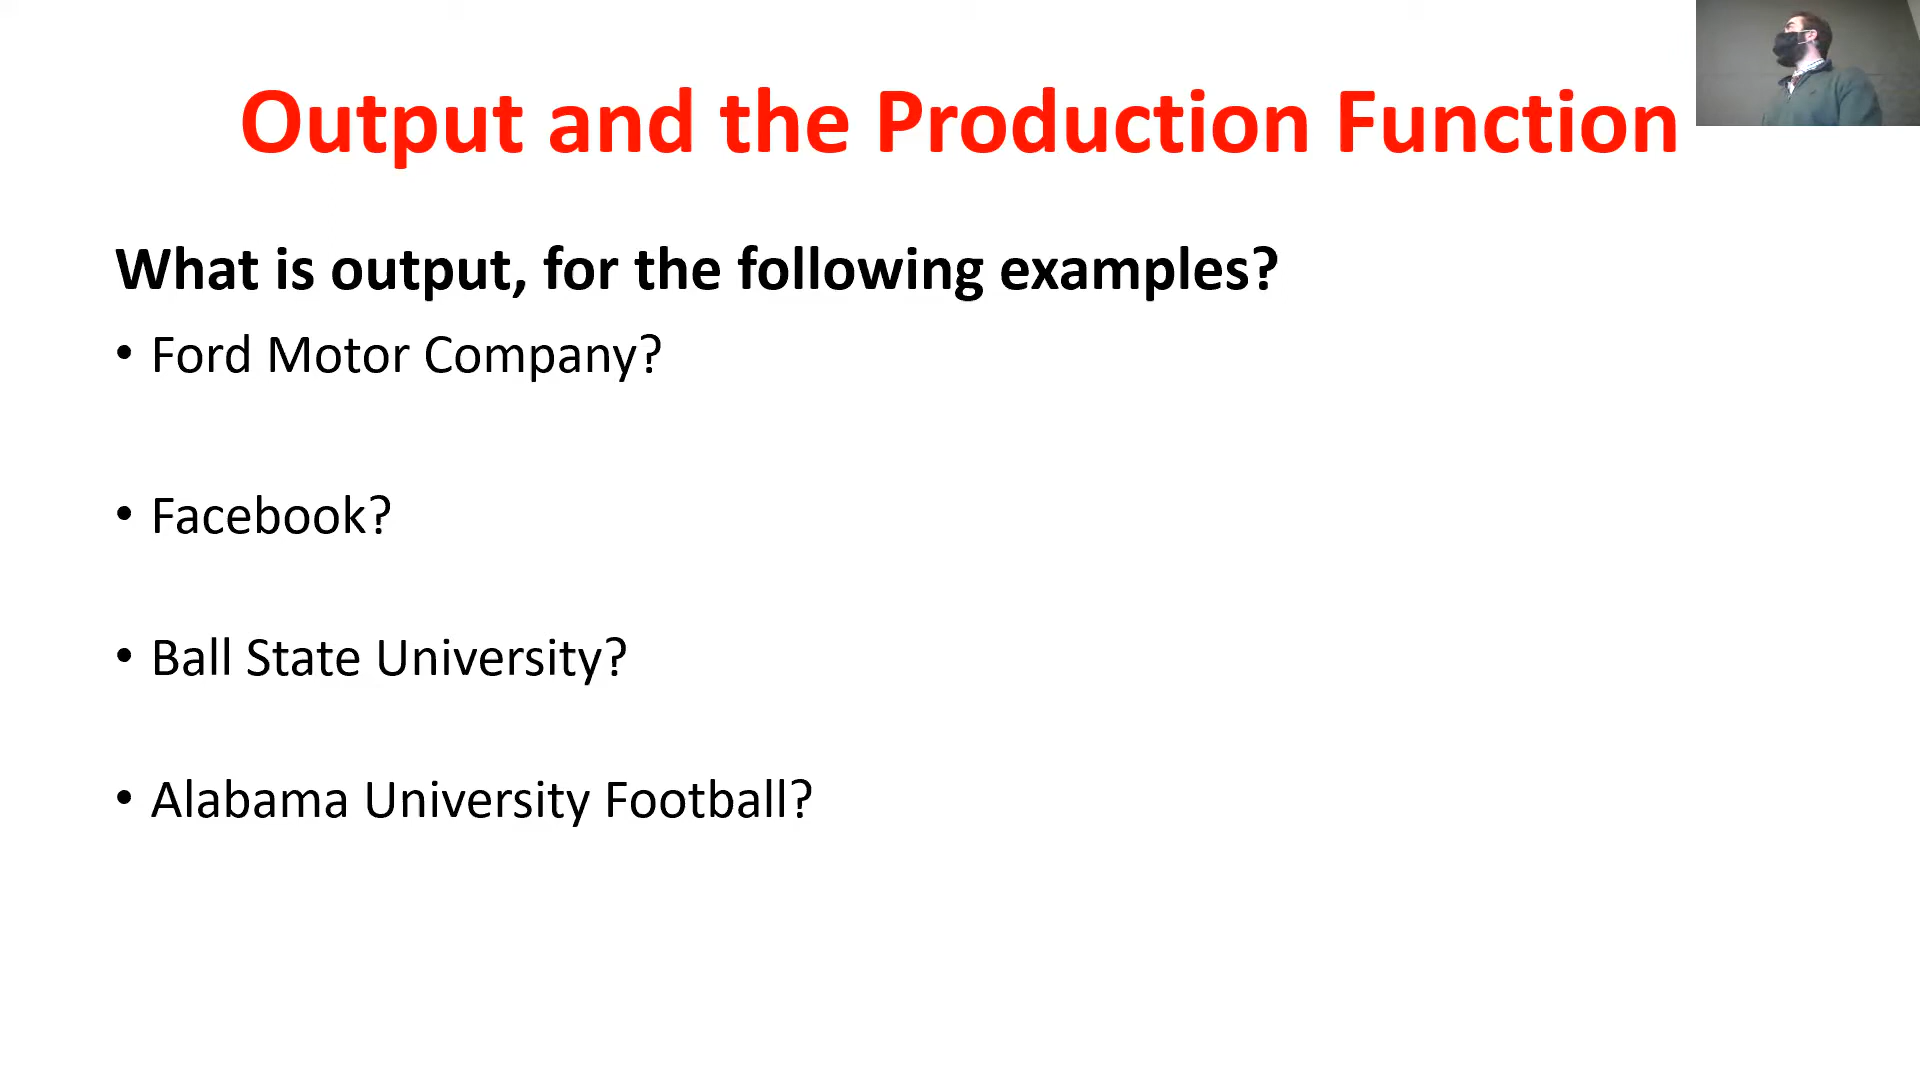 Output and the Production Function
What is output, for the following examples?
• Ford Motor Company?
• Facebook?
• Ball State University?
• Alabama University Football?